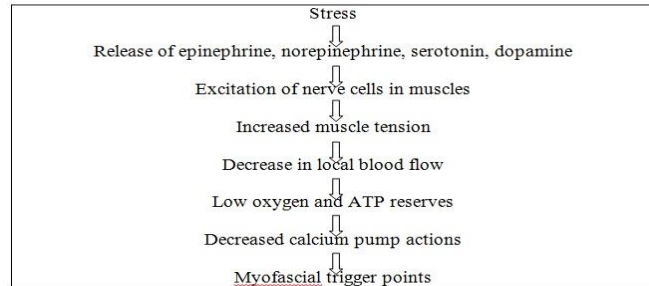 Stress
Release of epinephrine, norepinephrine, serotonin, dopamine
Excitation of nerve cells in muscles
Increased muscle tension
Decrease in local blood flow
Low oxygen and ATP reserves
Decreased calcium pump actions
Myofascial trigger points